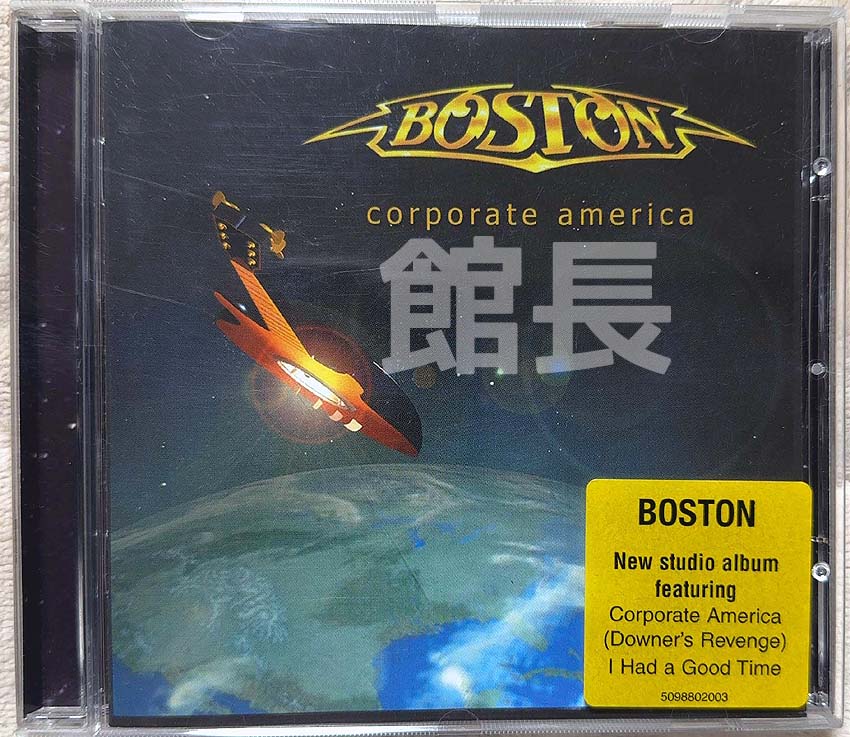 BOSTON
corporate america
館長
BOSTON
New studio album
featuring
Corporate America
(Downer's Revenge)
I Had a Good Time
5098802003